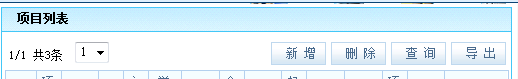 项目列表
1/1 共3条 1 新 增 删 除 查 询 导 出